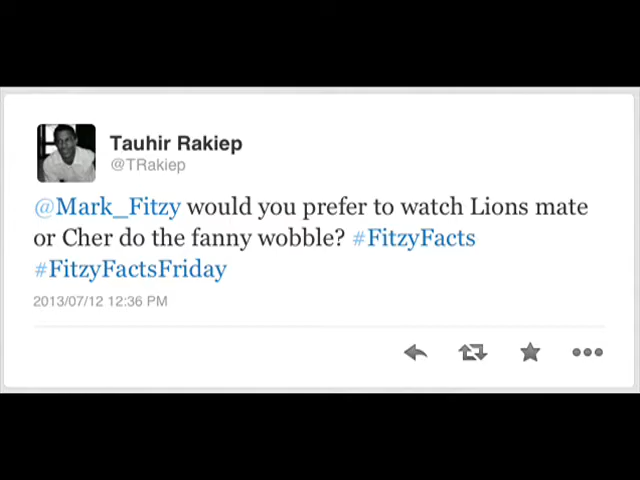 Tauhir Rakiep
@TRakiep
@Mark_Fitzy would you prefer to watch Lions mate
or Cher do the fanny wobble? #FitzyFacts
#FitzyFactsFriday
2013/07/12 12:36 PM